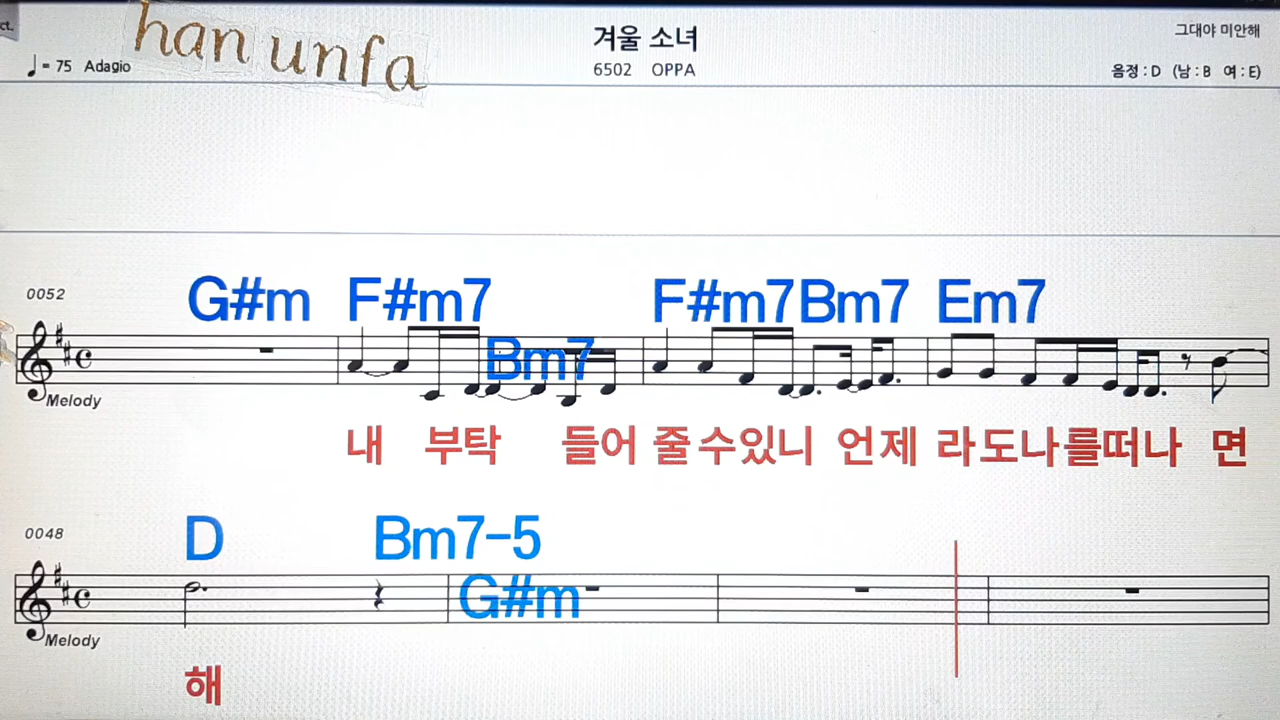 ct.
han unfa
겨울 소녀
그대야 미안해
♩= 75 Adagio
6502 OPPA
음정 : D (남 : B 여 : E)
0052
G#m F#m7 Bm7 F#m7 Bm7 Em7
Melody
내 부탁 들어 줄수있니 언제 라도나를떠나 면
0048
D Bm7-5 G#m
Melody
해